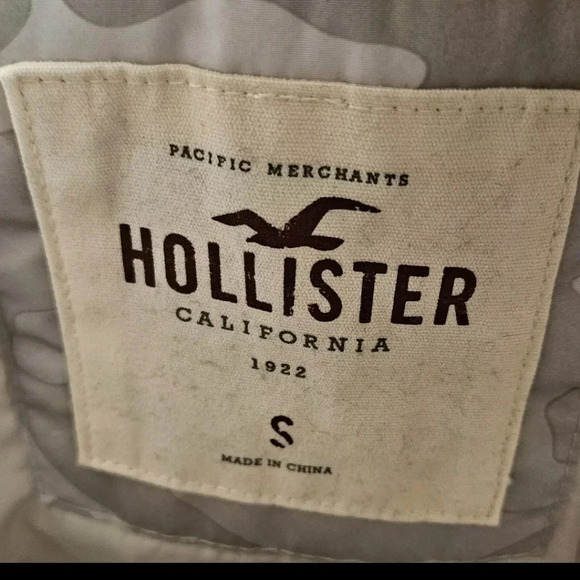 PACIFIC MERCHANTS
HOLLISTER
CALIFORNIA
1922
S
MADE IN CHINA